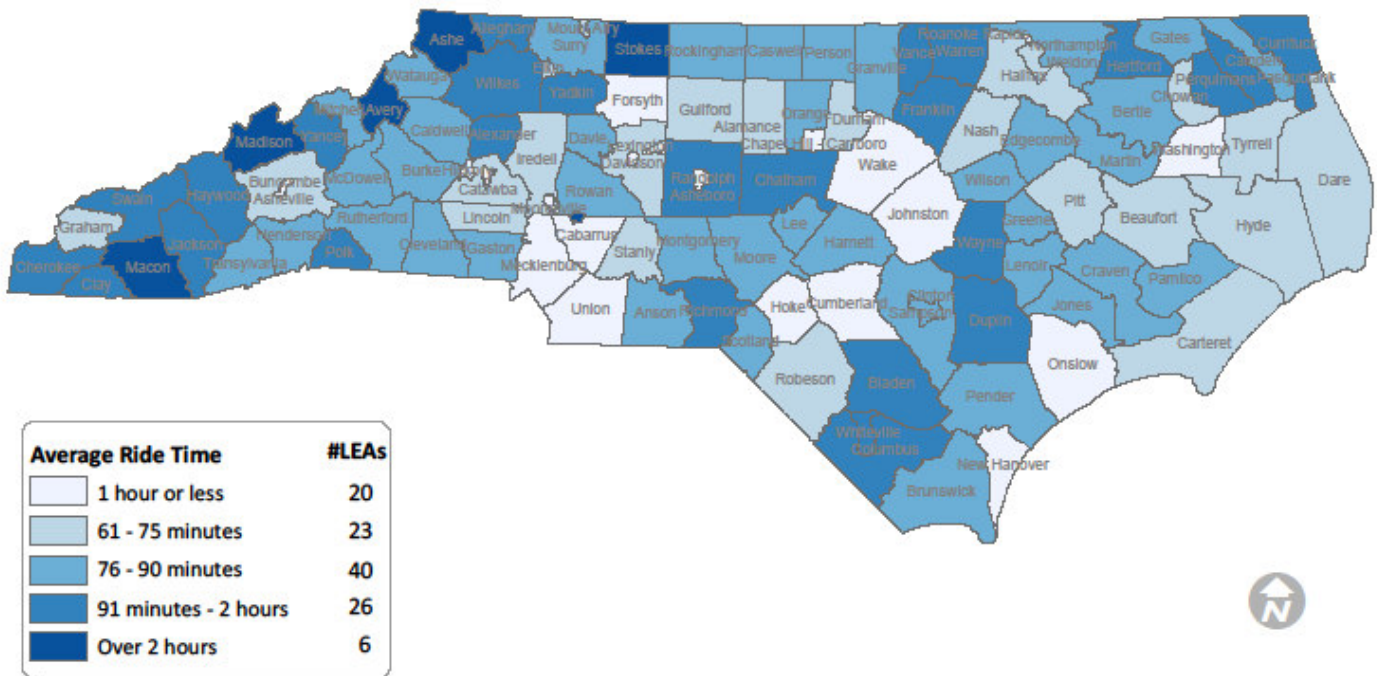 Ashe
Alleghany
Mount Airy
Surry
Stokes
Rockingham
Caswell
Person
Granville
Vance
Warren
Roanoke Rapids
Northampton
Weldon
Halifax
Hertford
Gates
Camden
Currituck
Perquimans
Pasquotank
Chowan
Watauga
Wilkes
Elkin
Yadkin
Forsyth
Guilford
Alamance
Orange
Durham
Chapel Hill
Carrboro
Franklin
Nash
Edgecombe
Bertie
Martin
Washington
Tyrrell
Dare
Mitchell
Avery
Yancey
Madison
Caldwell
Alexander
Iredell
Davie
Lexington
Davidson
Randolph
Asheboro
Chatham
Wake
Wilson
Pitt
Beaufort
Hyde
Swain
Haywood
Buncombe
Asheville
McDowell
Burke
Hickory
Catawba
Rowan
Mooresville
Johnston
Greene
Wayne
Lenoir
Craven
Pamlico
Graham
Jackson
Henderson
Rutherford
Cleveland
Lincoln
Gaston
Cabarrus
Mecklenburg
Stanly
Montgomery
Moore
Lee
Harnett
Cherokee
Clay
Macon
Transylvania
Polk
Union
Anson
Richmond
Scotland
Hoke
Cumberland
Clinton
Sampson
Duplin
Jones
Onslow
Carteret
Robeson
Bladen
Pender
Whiteville
Columbus
New Hanover
Brunswick
Average Ride Time #LEAs
1 hour or less 20
61 - 75 minutes 23
76 - 90 minutes 40
91 minutes - 2 hours 26
Over 2 hours 6
N